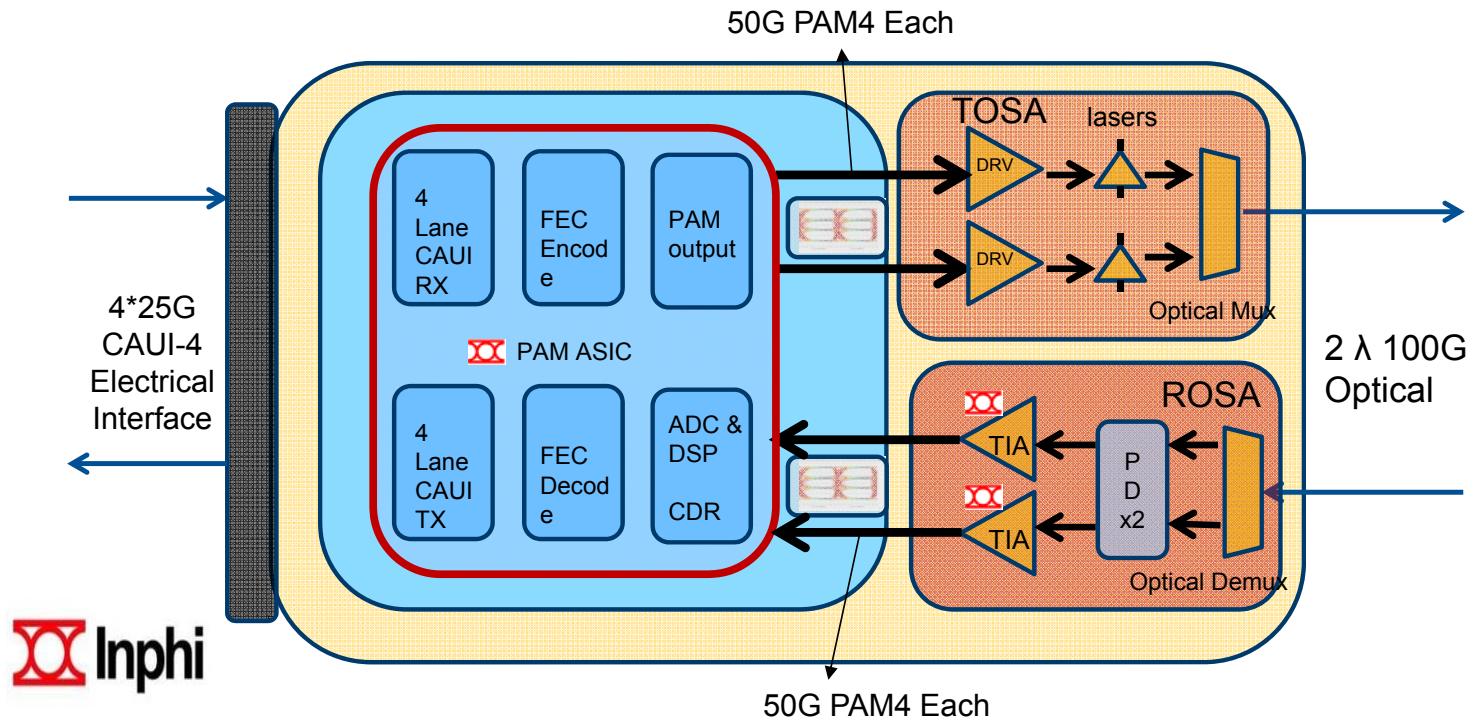 50G PAM4 Each
TOSA
lasers
DRV
DRV
Optical Mux
4
Lane
CAUI
RX
FEC
Encod
e
PAM
output
PAM ASIC
4*25G
CAUI-4
Electrical
Interface
2 λ 100G
Optical
4
Lane
CAUI
TX
FEC
Decod
e
ADC &
DSP
CDR
ROSA
TIA
TIA
P
D
x2
Optical Demux
Inphi
50G PAM4 Each